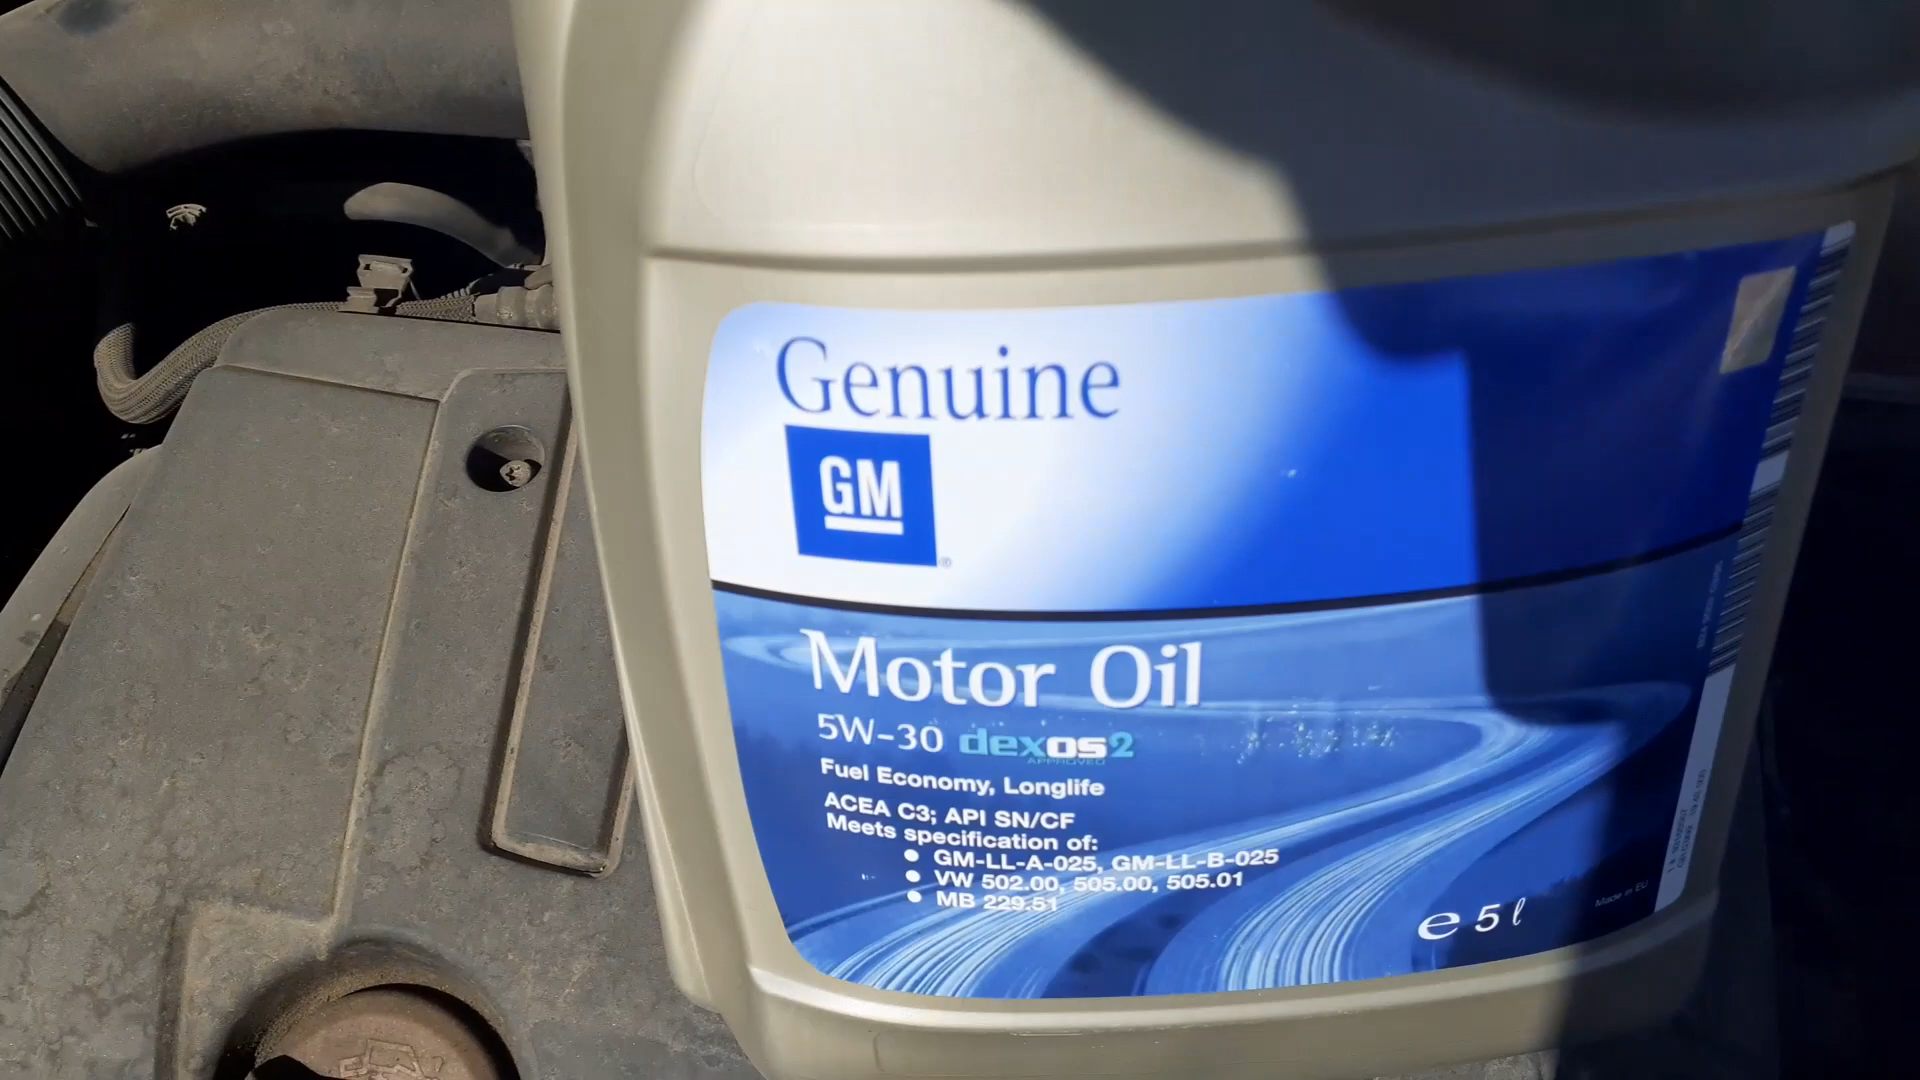 Genuine
GM
®
Motor Oil
5W-30 dexos2
APPROVED
Fuel Economy, Longlife
ACEA C3; API SN/CF
Meets specification of:
● GM-LL-A-025, GM-LL-B-025
● VW 502.00, 505.00, 505.01
● MB 229.51
e 5 ℓ
Made in EU